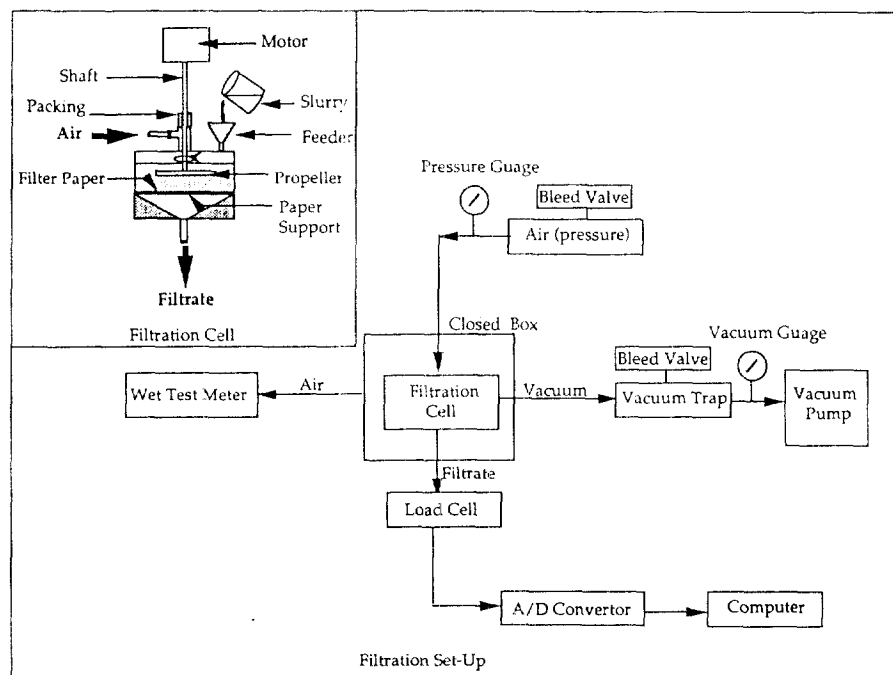 Motor
Shaft
Slurry
Packing
Air
Feeder
Filter Paper
Propeller
Paper
Support
Filtrate
Filtration Cell
Pressure Guage
Bleed Valve
Air (pressure)
Closed Box
Vacuum Guage
Bleed Valve
Wet Test Meter
Air
Filtration
Cell
Vacuum
Vacuum Trap
Vacuum
Pump
Filtrate
Load Cell
A/D Convertor
Computer
Filtration Set-Up